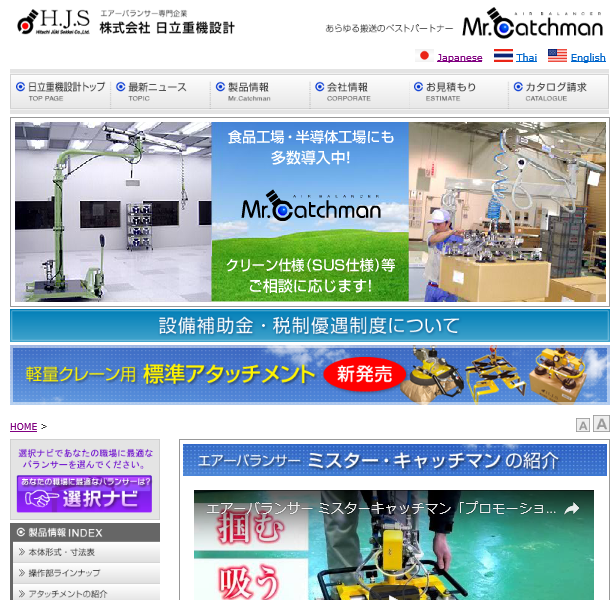 H.J.S
Hitachi Jūki Sekkei Co.,Ltd.
エアーバランサー専門企業
株式会社 日立重機設計
あらゆる搬送のベストパートナー
AIR BALANCER
Mr.Catchman
Japanese
Thai
English
日立重機設計トップ
TOP PAGE
最新ニュース
TOPIC
製品情報
Mr.Catchman
会社情報
CORPORATE
お見積もり
ESTIMATE
カタログ請求
CATALOGUE
食品工場・半導体工場にも
多数導入中!
AIR BALANCER
Mr.Catchman
クリーン仕様(SUS仕様)等
ご相談に応じます!
設備補助金・税制優遇制度について
軽量クレーン用 標準アタッチメント 新発売
HOME >
A A
選択ナビであなたの職場に最適な
バランサーを選んでください。
あなたの職場に最適なバランサーは?
選択ナビ
製品情報 INDEX
本体形式・寸法表
操作部ラインナップ
アタッチメントの紹介
エアーバランサー ミスター・キャッチマン の紹介
エアーバランサー ミスターキャッチマン「プロモーショ...
掴む
吸う